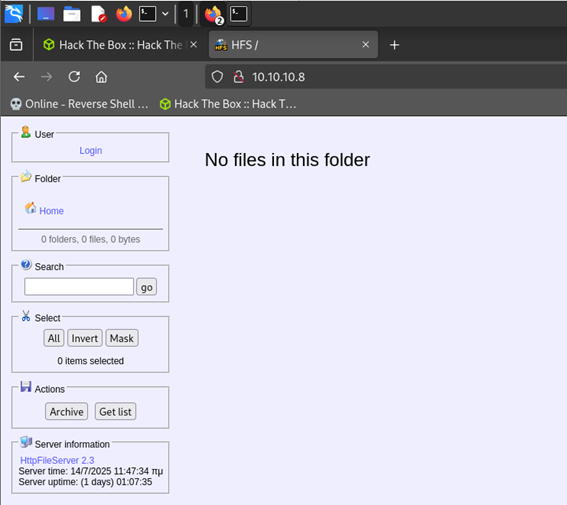 1
2
Hack The Box :: Hack The
HFS /
10.10.10.8
Online - Reverse Shell …
Hack The Box :: Hack T…
User
Login
Folder
Home
0 folders, 0 files, 0 bytes
Search
go
Select
All Invert Mask
0 items selected
Actions
Archive Get list
Server information
HttpFileServer 2.3
Server time: 14/7/2025 11:47:34 πμ
Server uptime: (1 days) 01:07:35
No files in this folder